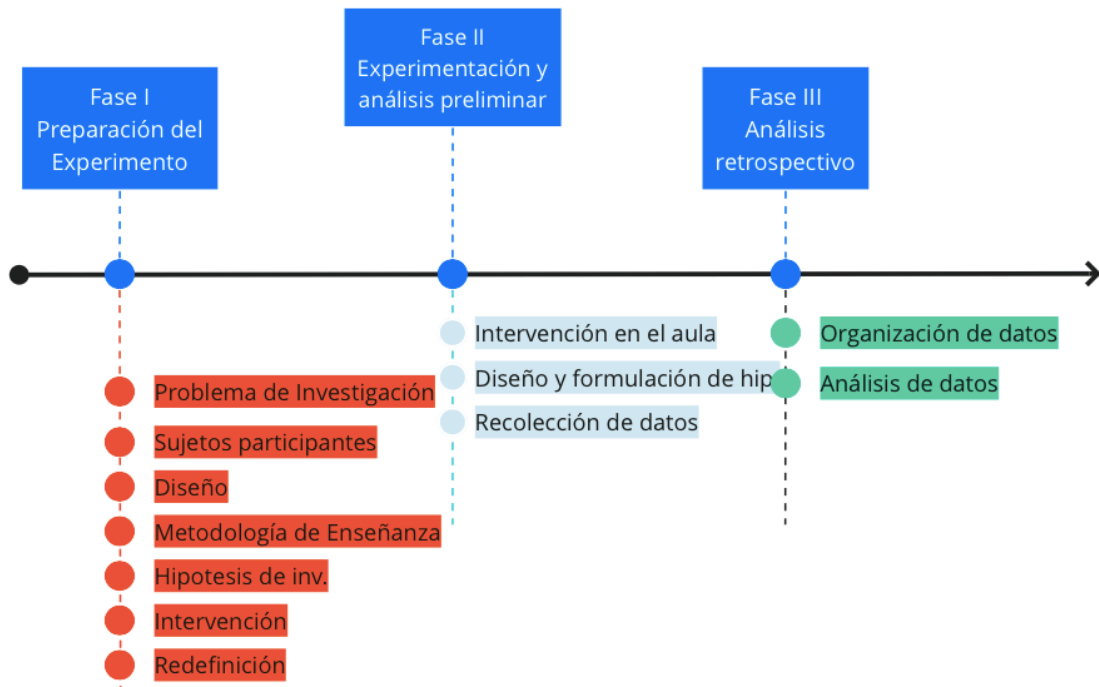 Fase I
Preparación del
Experimento
Fase II
Experimentación y
análisis preliminar
Fase III
Análisis
retrospectivo
Problema de Investigación
Sujetos participantes
Diseño
Metodología de Enseñanza
Hipotesis de inv.
Intervención
Redefinición
Intervención en el aula
Diseño y formulación de hip
Recolección de datos
Organización de datos
Análisis de datos